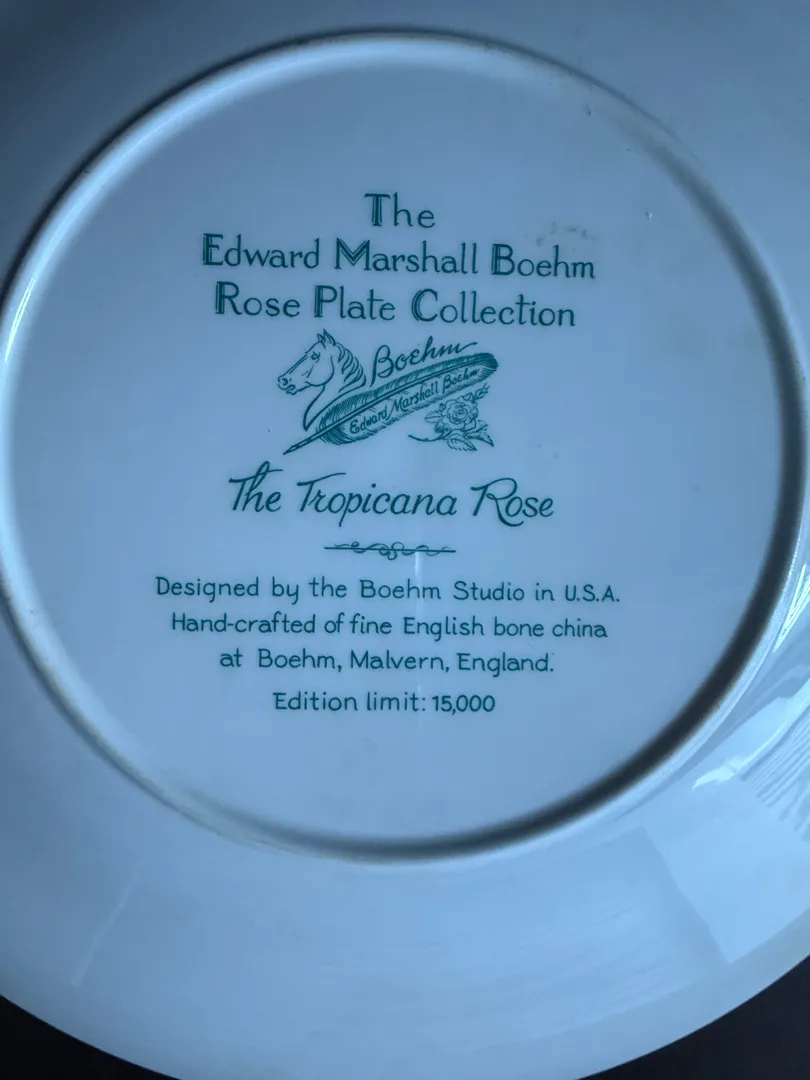 The
Edward Marshall Boehm
Rose Plate Collection
Boehm
Edward Marshall Boehm
The Tropicana Rose
Designed by the Boehm Studio in U.S.A.
Hand-crafted of fine English bone china
at Boehm, Malvern, England.
Edition limit: 15,000